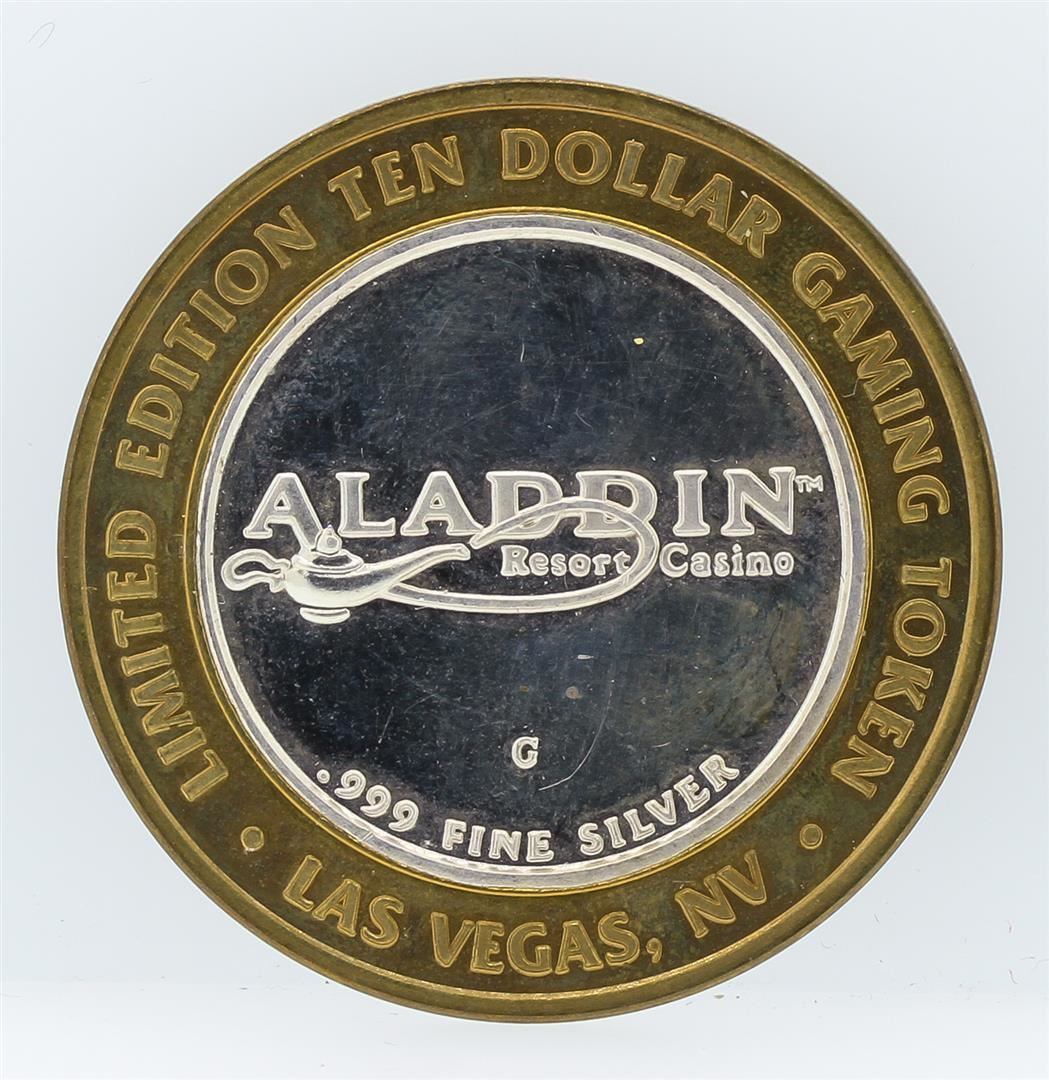 LIMITED EDITION TEN DOLLAR GAMING TOKEN
ALADDIN™
Resort Casino
G
.999 FINE SILVER
• LAS VEGAS, NV •